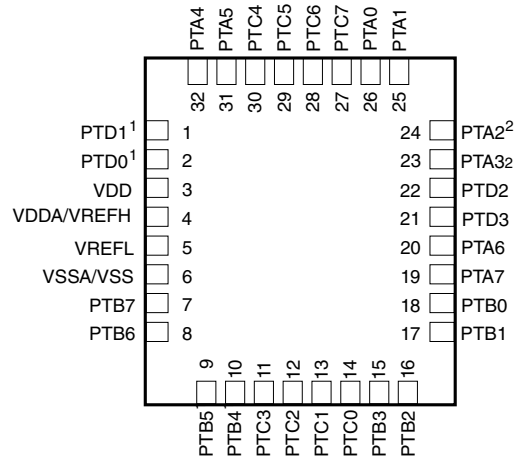 PTA4 PTA5 PTC4 PTC5 PTC6 PTC7 PTA0 PTA1
32 31 30 29 28 27 26 25
PTD1¹ 1 24 PTA2²
PTD0¹ 2 23 PTA32
VDD 3 22 PTD2
VDDA/VREFH 4 21 PTD3
VREFL 5 20 PTA6
VSSA/VSS 6 19 PTA7
PTB7 7 18 PTB0
PTB6 8 17 PTB1
9 10 11 12 13 14 15 16
PTB5 PTB4 PTC3 PTC2 PTC1 PTC0 PTB3 PTB2